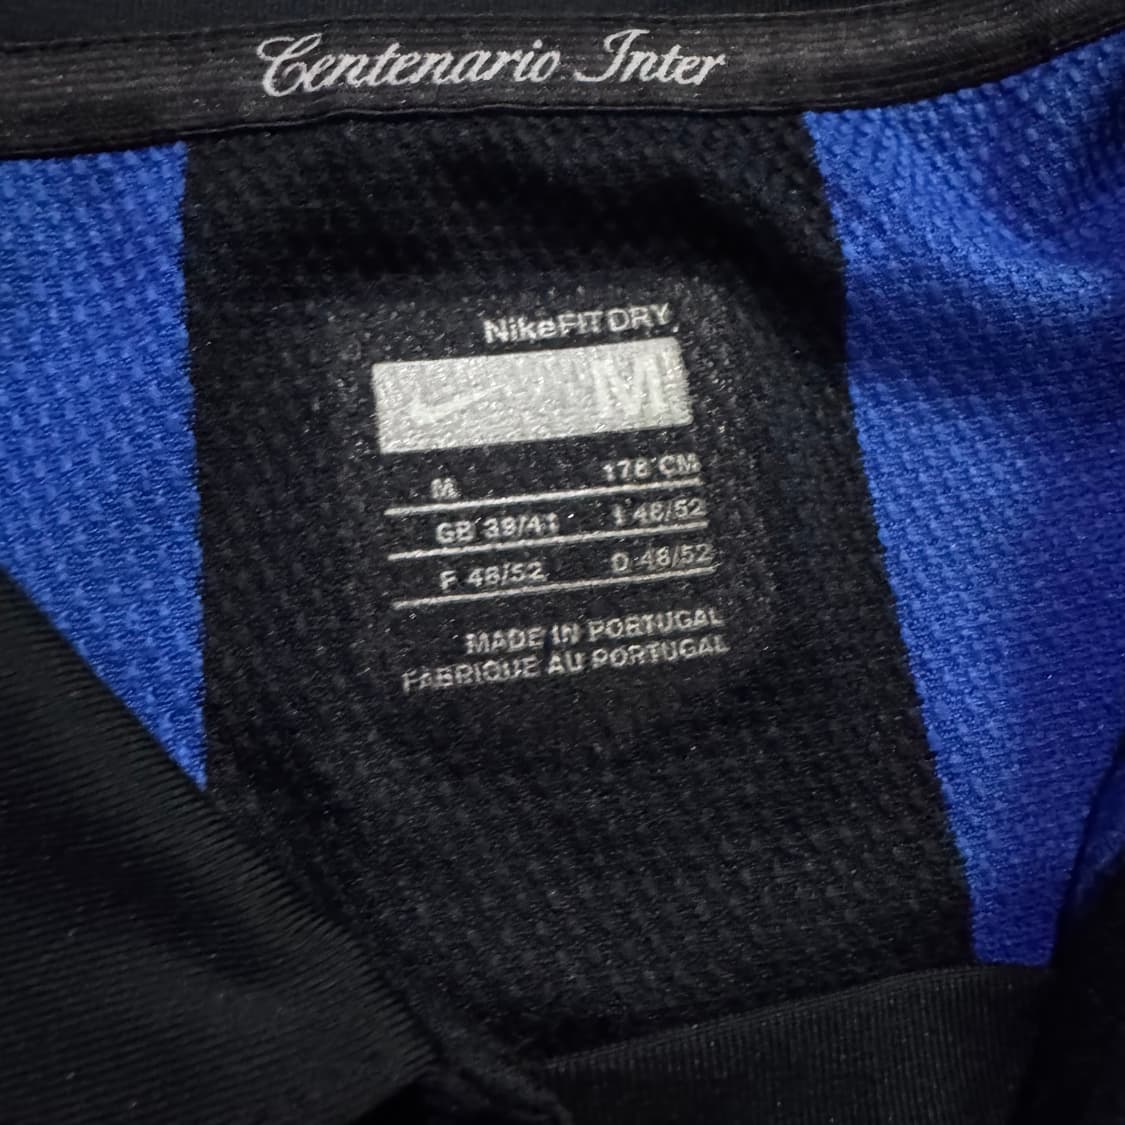 Centenario Inter
NikeFIT DRY
M
M 178 CM
GB 39/41 I 48/52
F 48/52 D 48/52
MADE IN PORTUGAL
FABRIQUE AU PORTUGAL